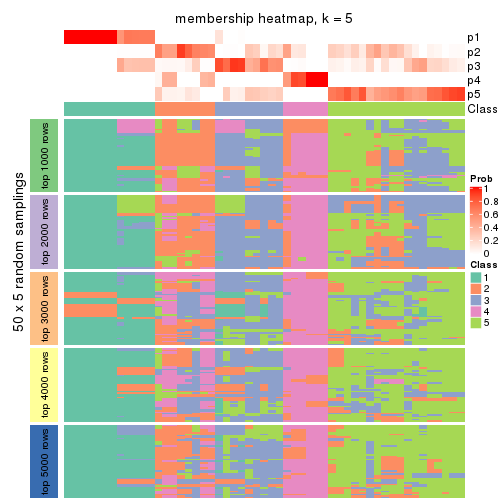 membership heatmap, k = 5
p1
p2
p3
p4
p5
Class
50 x 5 random samplings
top 1000 rows
top 2000 rows
top 3000 rows
top 4000 rows
top 5000 rows
Prob
1
0.8
0.6
0.4
0.2
0
Class
1
2
3
4
5